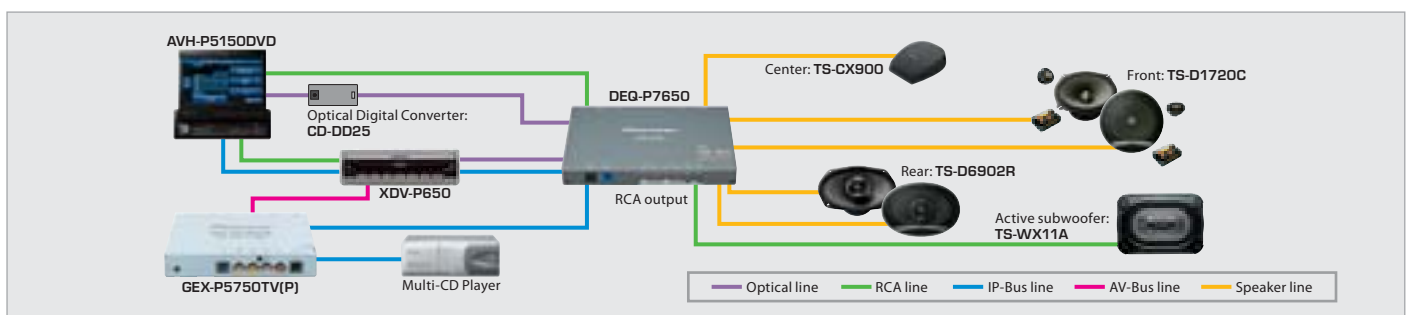 AVH-P5150DVD
Optical Digital Converter:
CD-DD25
XDV-P650
GEX-P5750TV(P)
Multi-CD Player
DEQ-P7650
RCA output
Center: TS-CX900
Front: TS-D1720C
Rear: TS-D6902R
Active subwoofer:
TS-WX11A
Optical line
RCA line
IP-Bus line
AV-Bus line
Speaker line